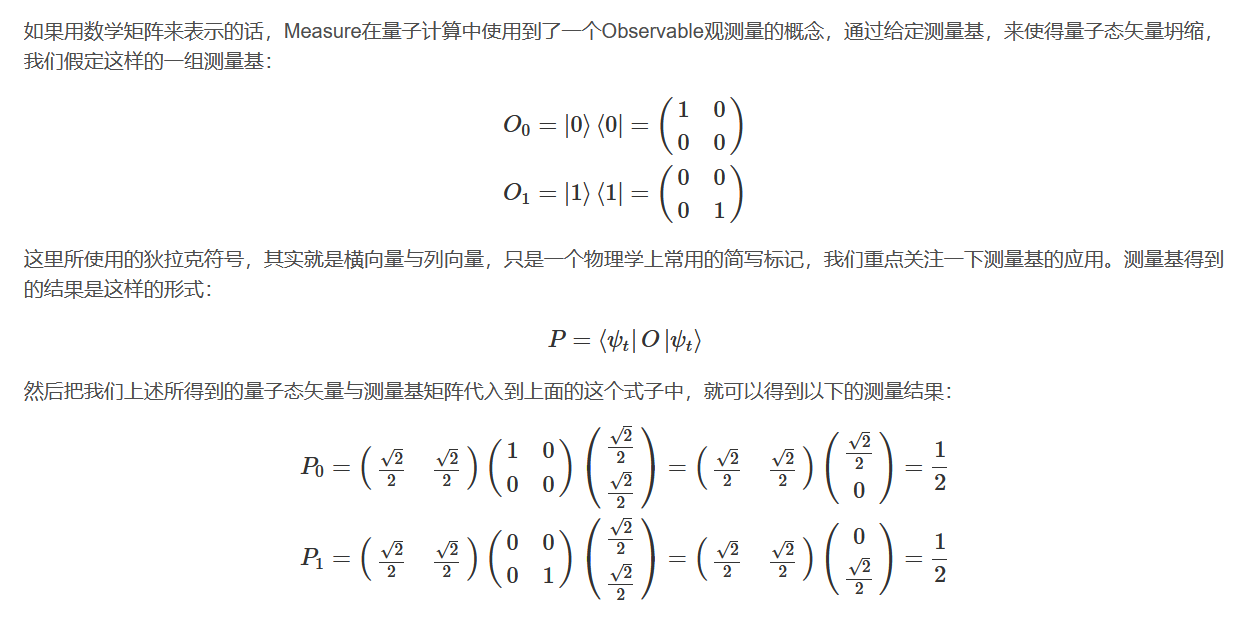 如果用数学矩阵来表示的话，Measure在量子计算中使用到了一个Observable观测量的概念，通过给定测量基，来使得量子态矢量坍缩，
我们假定这样的一组测量基：
O₀ = |0⟩ ⟨0| = \begin{pmatrix} 1 & 0 \\ 0 & 0 \end{pmatrix}
O₁ = |1⟩ ⟨1| = \begin{pmatrix} 0 & 0 \\ 0 & 1 \end{pmatrix}
这里所使用的狄拉克符号，其实就是横向量与列向量，只是一个物理学上常用的简写标记，我们重点关注一下测量基的应用。测量基得到
的结果是这样的形式：
P = ⟨ψₜ| O |ψₜ⟩
然后把我们上述所得到的量子态矢量与测量基矩阵代入到上面的这个式子中，就可以得到以下的测量结果：
P₀ = \begin{pmatrix} \frac{\sqrt{2}}{2} & \frac{\sqrt{2}}{2} \end{pmatrix} \begin{pmatrix} 1 & 0 \\ 0 & 0 \end{pmatrix} \begin{pmatrix} \frac{\sqrt{2}}{2} \\ \frac{\sqrt{2}}{2} \end{pmatrix} = \begin{pmatrix} \frac{\sqrt{2}}{2} & \frac{\sqrt{2}}{2} \end{pmatrix} \begin{pmatrix} \frac{\sqrt{2}}{2} \\ 0 \end{pmatrix} = \frac{1}{2}
P₁ = \begin{pmatrix} \frac{\sqrt{2}}{2} & \frac{\sqrt{2}}{2} \end{pmatrix} \begin{pmatrix} 0 & 0 \\ 0 & 1 \end{pmatrix} \begin{pmatrix} \frac{\sqrt{2}}{2} \\ \frac{\sqrt{2}}{2} \end{pmatrix} = \begin{pmatrix} \frac{\sqrt{2}}{2} & \frac{\sqrt{2}}{2} \end{pmatrix} \begin{pmatrix} 0 \\ \frac{\sqrt{2}}{2} \end{pmatrix} = \frac{1}{2}